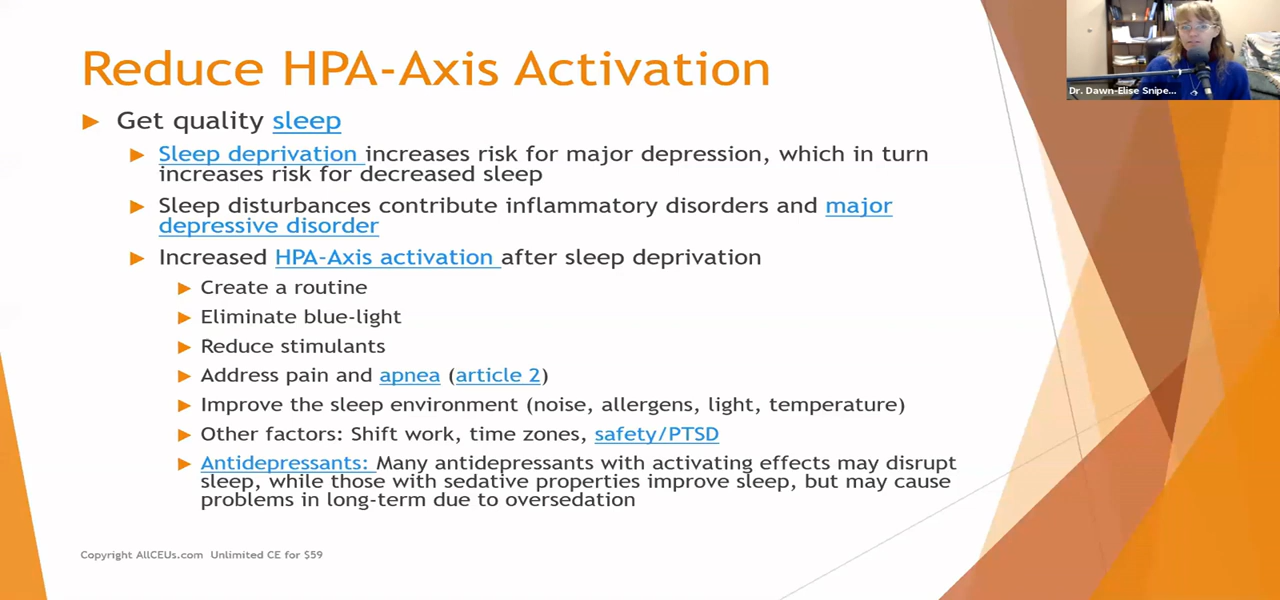 Reduce HPA-Axis Activation
Get quality sleep
Sleep deprivation increases risk for major depression, which in turn
increases risk for decreased sleep
Sleep disturbances contribute inflammatory disorders and major
depressive disorder
Increased HPA-Axis activation after sleep deprivation
Create a routine
Eliminate blue-light
Reduce stimulants
Address pain and apnea (article 2)
Improve the sleep environment (noise, allergens, light, temperature)
Other factors: Shift work, time zones, safety/PTSD
Antidepressants: Many antidepressants with activating effects may disrupt
sleep, while those with sedative properties improve sleep, but may cause
problems in long-term due to oversedation
Copyright AllCEUs.com Unlimited CE for $59
Dr. Dawn-Elise Snipe...